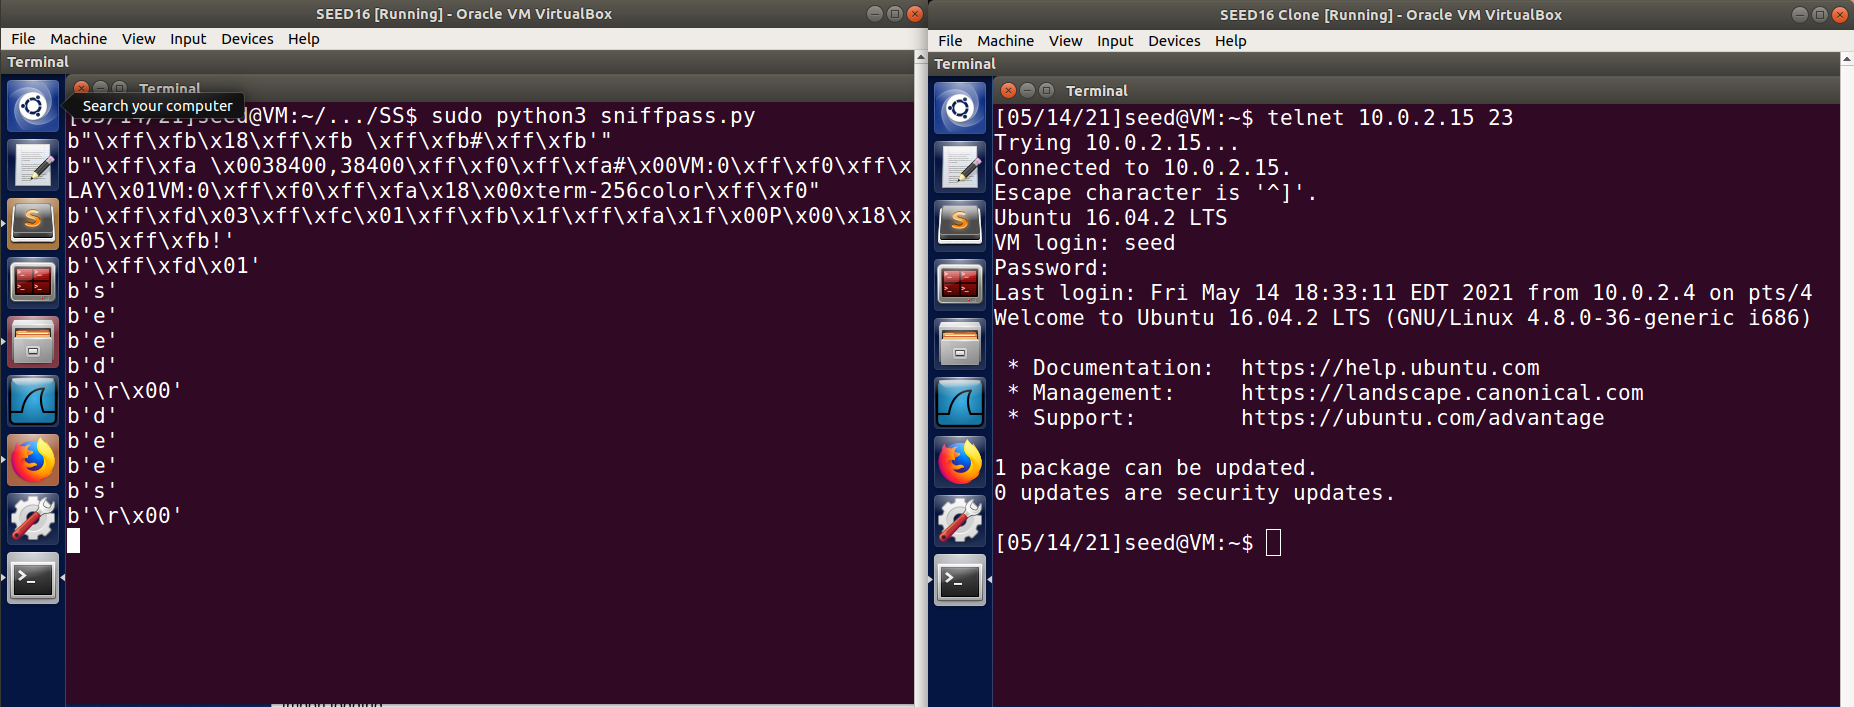 SEED16 [Running] - Oracle VM VirtualBox
File Machine View Input Devices Help
Terminal
Terminal
Search your computer
seed@VM:~/.../SS$ sudo python3 sniffpass.py
b"\xff\xfb\x18\xff\xfb \xff\xfb#\xff\xfb'"
b"\xff\xfa \x0038400,38400\xff\xf0\xff\xfa#\x00VM:0\xff\xf0\xff\x
LAY\x01VM:0\xff\xf0\xff\xfa\x18\x00xterm-256color\xff\xf0"
b'\xff\xfd\x03\xff\xfc\x01\xff\xfb\x1f\xff\xfa\x1f\x00P\x00\x18\x
x05\xff\xfb!'
b'\xff\xfd\x01'
b's'
b'e'
b'e'
b'd'
b'\r\x00'
b'd'
b'e'
b'e'
b's'
b'\r\x00'
SEED16 Clone [Running] - Oracle VM VirtualBox
File Machine View Input Devices Help
Terminal
Terminal
[05/14/21]seed@VM:~$ telnet 10.0.2.15 23
Trying 10.0.2.15...
Connected to 10.0.2.15.
Escape character is '^]'.
Ubuntu 16.04.2 LTS
VM login: seed
Password:
Last login: Fri May 14 18:33:11 EDT 2021 from 10.0.2.4 on pts/4
Welcome to Ubuntu 16.04.2 LTS (GNU/Linux 4.8.0-36-generic i686)
* Documentation: https://help.ubuntu.com
* Management: https://landscape.canonical.com
* Support: https://ubuntu.com/advantage
1 package can be updated.
0 updates are security updates.
[05/14/21]seed@VM:~$